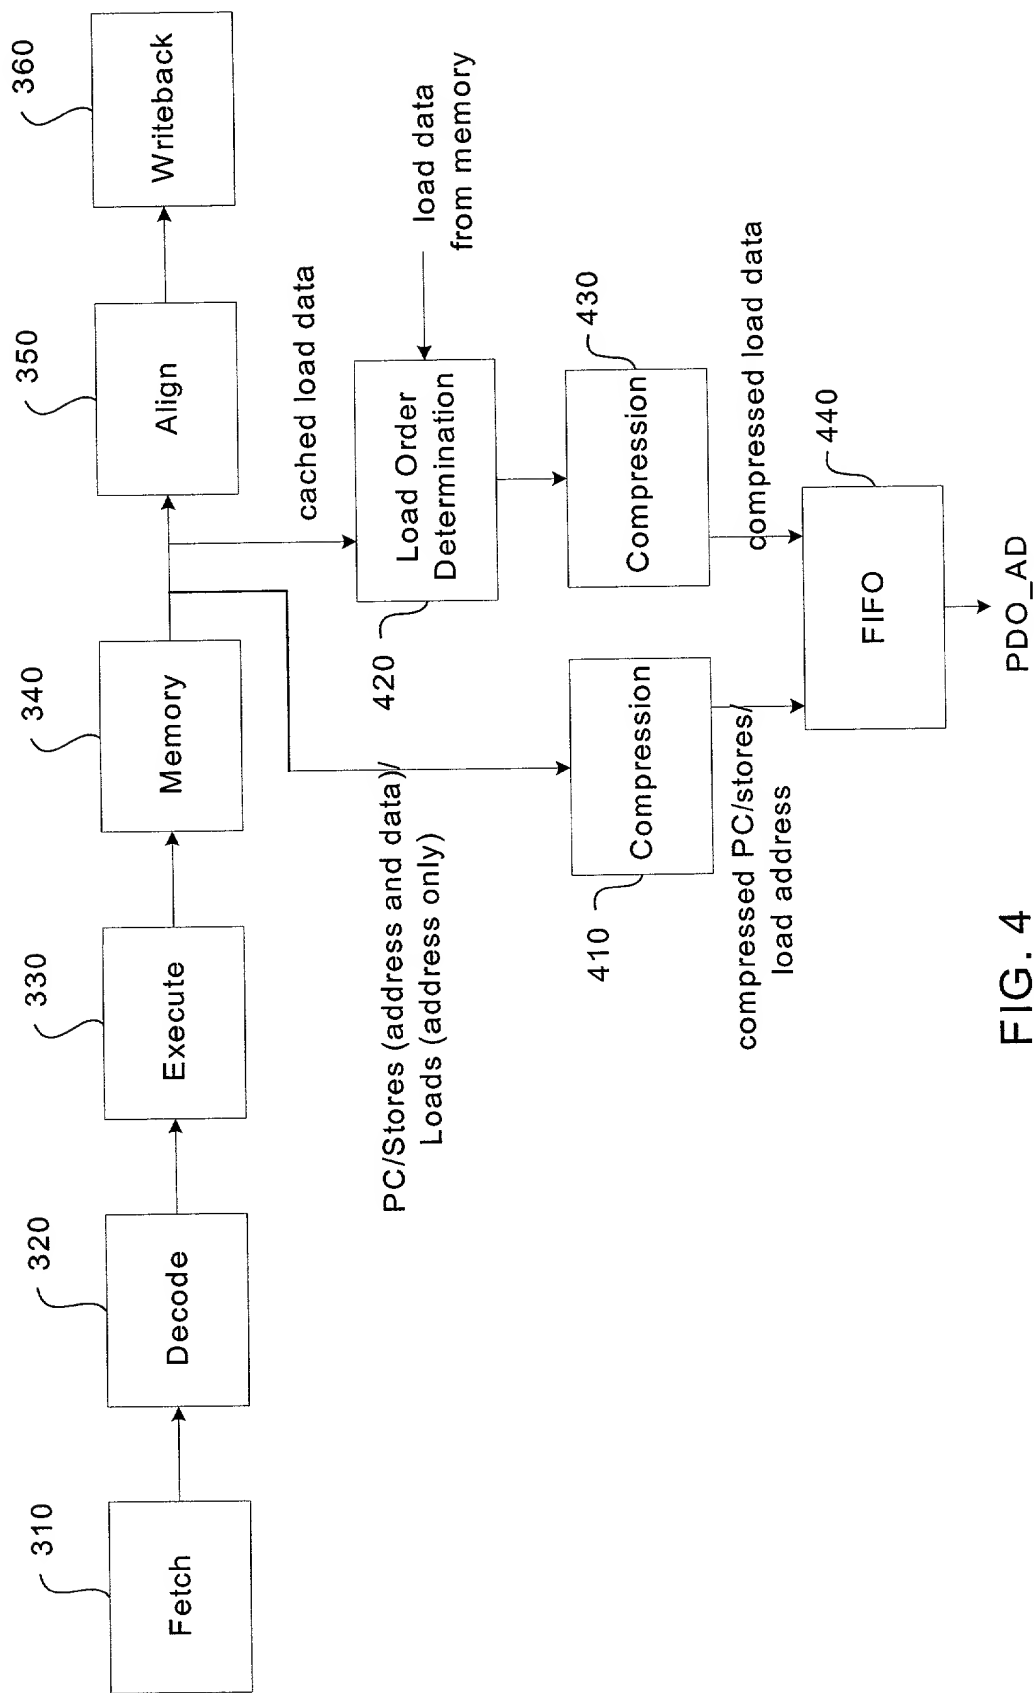 310
320
330
340
350
360
Fetch
Decode
Execute
Memory
Align
Writeback
cached load data
PC/Stores (address and data)/
Loads (address only)
420
Load Order
Determination
load data
from memory
410
Compression
Compression
430
compressed PC/stores/
load address
compressed load data
FIFO
440
PDO_AD
FIG. 4